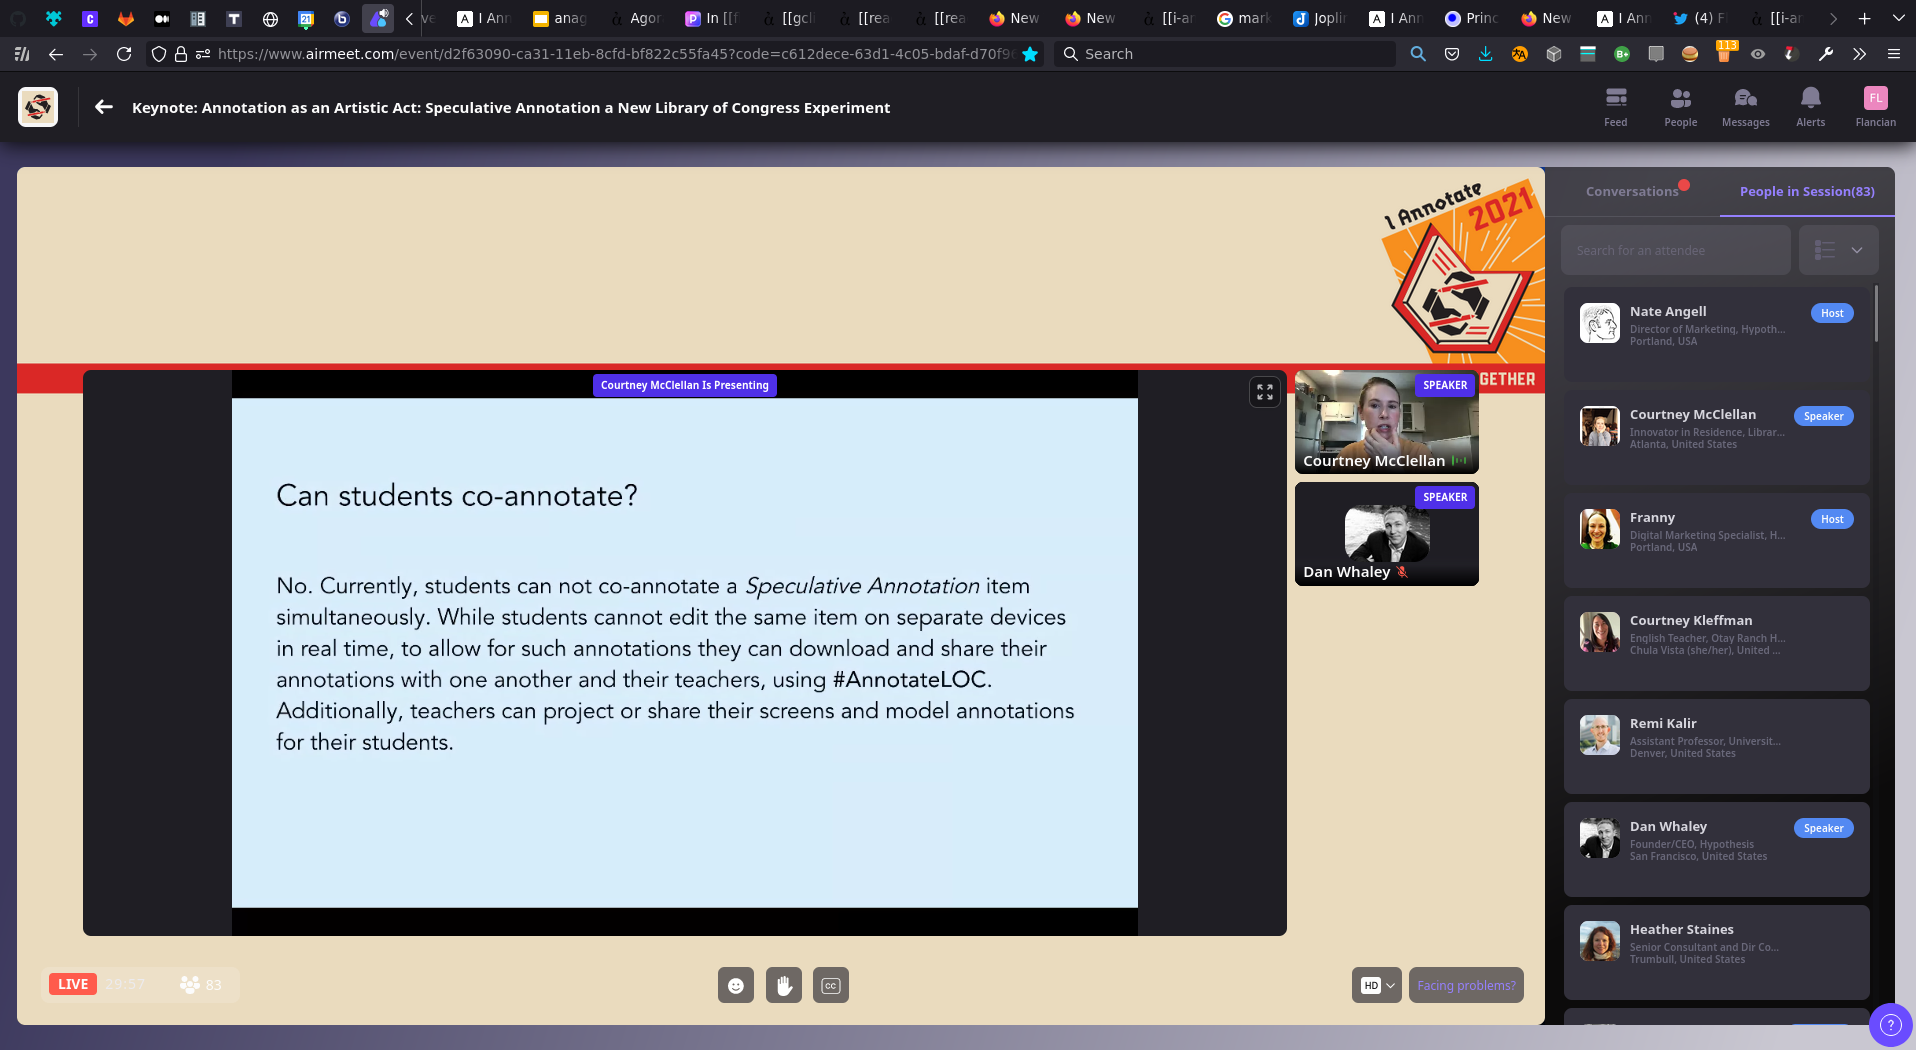 I Ann
anag
Agor
In [[f
[[gcl
[[rea
[[rea
New
New
[[i-ar
mark
Joplin
I Ann
Princ
New
I Ann
(4) F
[[i-ar
https://www.airmeet.com/event/d2f63090-ca31-11eb-8cfd-bf822c55fa45?code=c612dece-63d1-4c05-bdaf-d70f9
Search
113
Keynote: Annotation as an Artistic Act: Speculative Annotation a New Library of Congress Experiment
Feed
People
Messages
Alerts
FL
Flancian
I Annotate
2021
GETHER
Courtney McClellan Is Presenting
Can students co-annotate?
No. Currently, students can not co-annotate a Speculative Annotation item
simultaneously. While students cannot edit the same item on separate devices
in real time, to allow for such annotations they can download and share their
annotations with one another and their teachers, using #AnnotateLOC.
Additionally, teachers can project or share their screens and model annotations
for their students.
SPEAKER
Courtney McClellan
SPEAKER
Dan Whaley
LIVE
29:57
83
CC
HD
Facing problems?
Conversations
People in Session(83)
Search for an attendee
Nate Angell
Host
Director of Marketing, Hypoth...
Portland, USA
Courtney McClellan
Speaker
Innovator in Residence, Librar...
Atlanta, United States
Franny
Host
Digital Marketing Specialist, H...
Portland, USA
Courtney Kleffman
English Teacher, Otay Ranch H...
Chula Vista (she/her), United ...
Remi Kalir
Assistant Professor, Universit...
Denver, United States
Dan Whaley
Speaker
Founder/CEO, Hypothesis
San Francisco, United States
Heather Staines
Senior Consultant and Dir Co...
Trumbull, United States